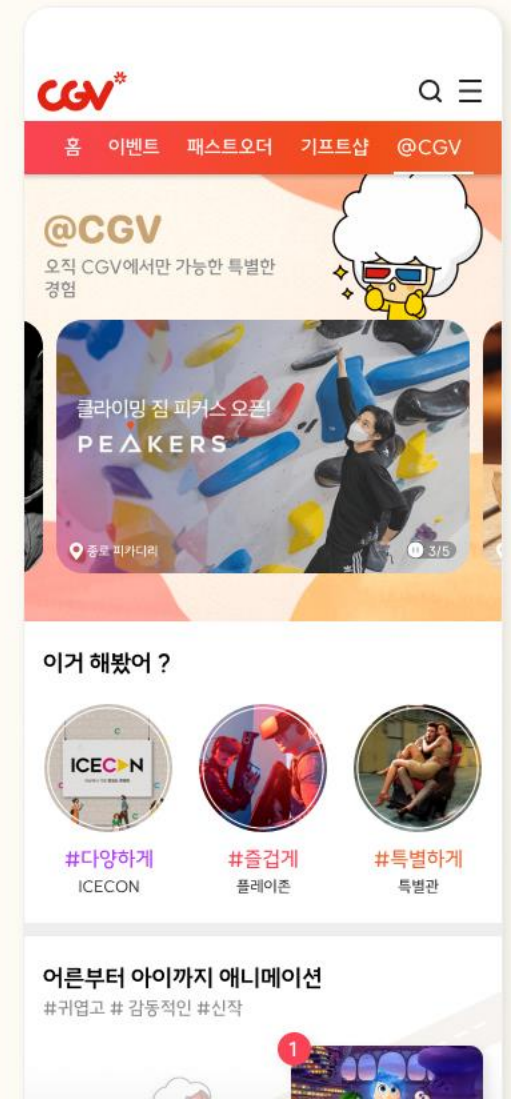 CGV
홈 이벤트 패스트오더 기프트샵 @CGV
@CGV
오직 CGV에서만 가능한 특별한
경험
클라이밍 짐 피커스 오픈!
PEAKERS
종로 피카디리
3/5
이거 해봤어 ?
ICECON
#다양하게
ICECON
#즐겁게
플레이존
#특별하게
특별관
어른부터 아이까지 애니메이션
#귀엽고 # 감동적인 #신작
1